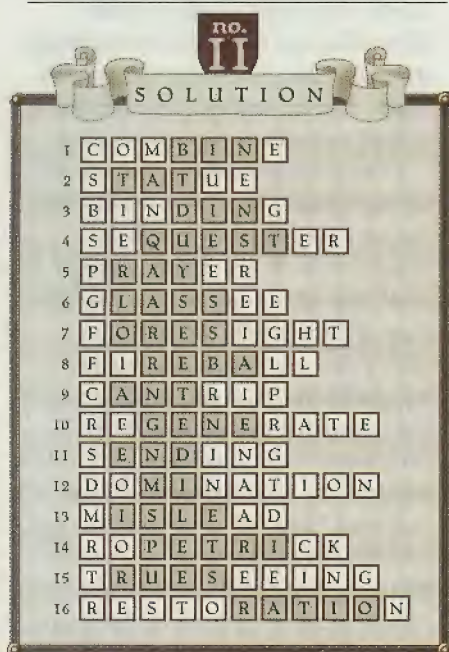 no.
II
SOLUTION
1 COMBINE
2 STATUE
3 BINDING
4 SEQUESTER
5 PRAYER
6 GLASSEE
7 FORESIGHT
8 FIREBALL
9 CANTRIP
10 REGENERATE
11 SENDING
12 DOMINATION
13 MISLEAD
14 ROPETRICK
15 TRUESEEING
16 RESTORATION